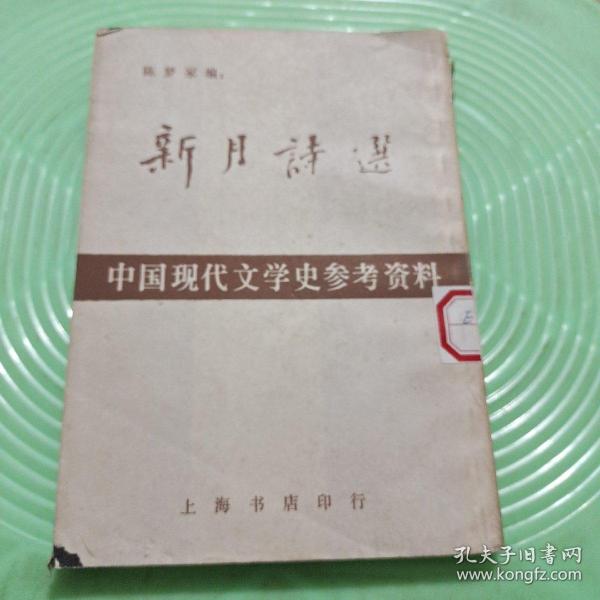 陈梦家编
新月詩選
中国现代文学史参考资料
E
上海书店印行
孔夫子旧书网
www.kongfz.com